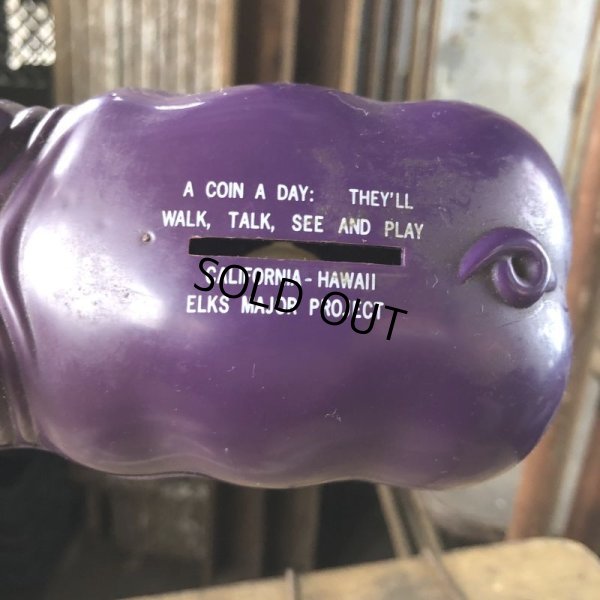 A COIN A DAY: THEY'LL
WALK, TALK, SEE AND PLAY
CALIFORNIA - HAWAII
ELKS MAJOR PROJECT
SOLD OUT